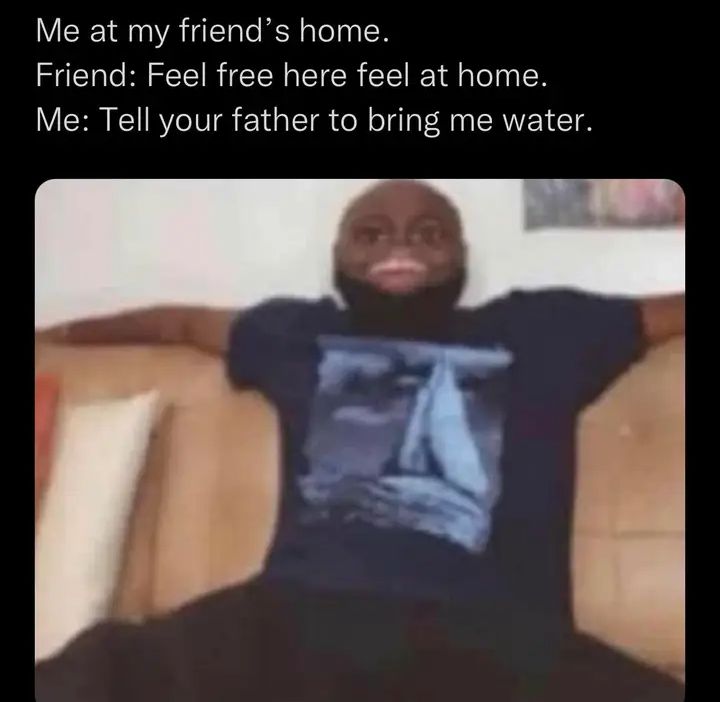 Me at my friend’s home.
Friend: Feel free here feel at home.
Me: Tell your father to bring me water.